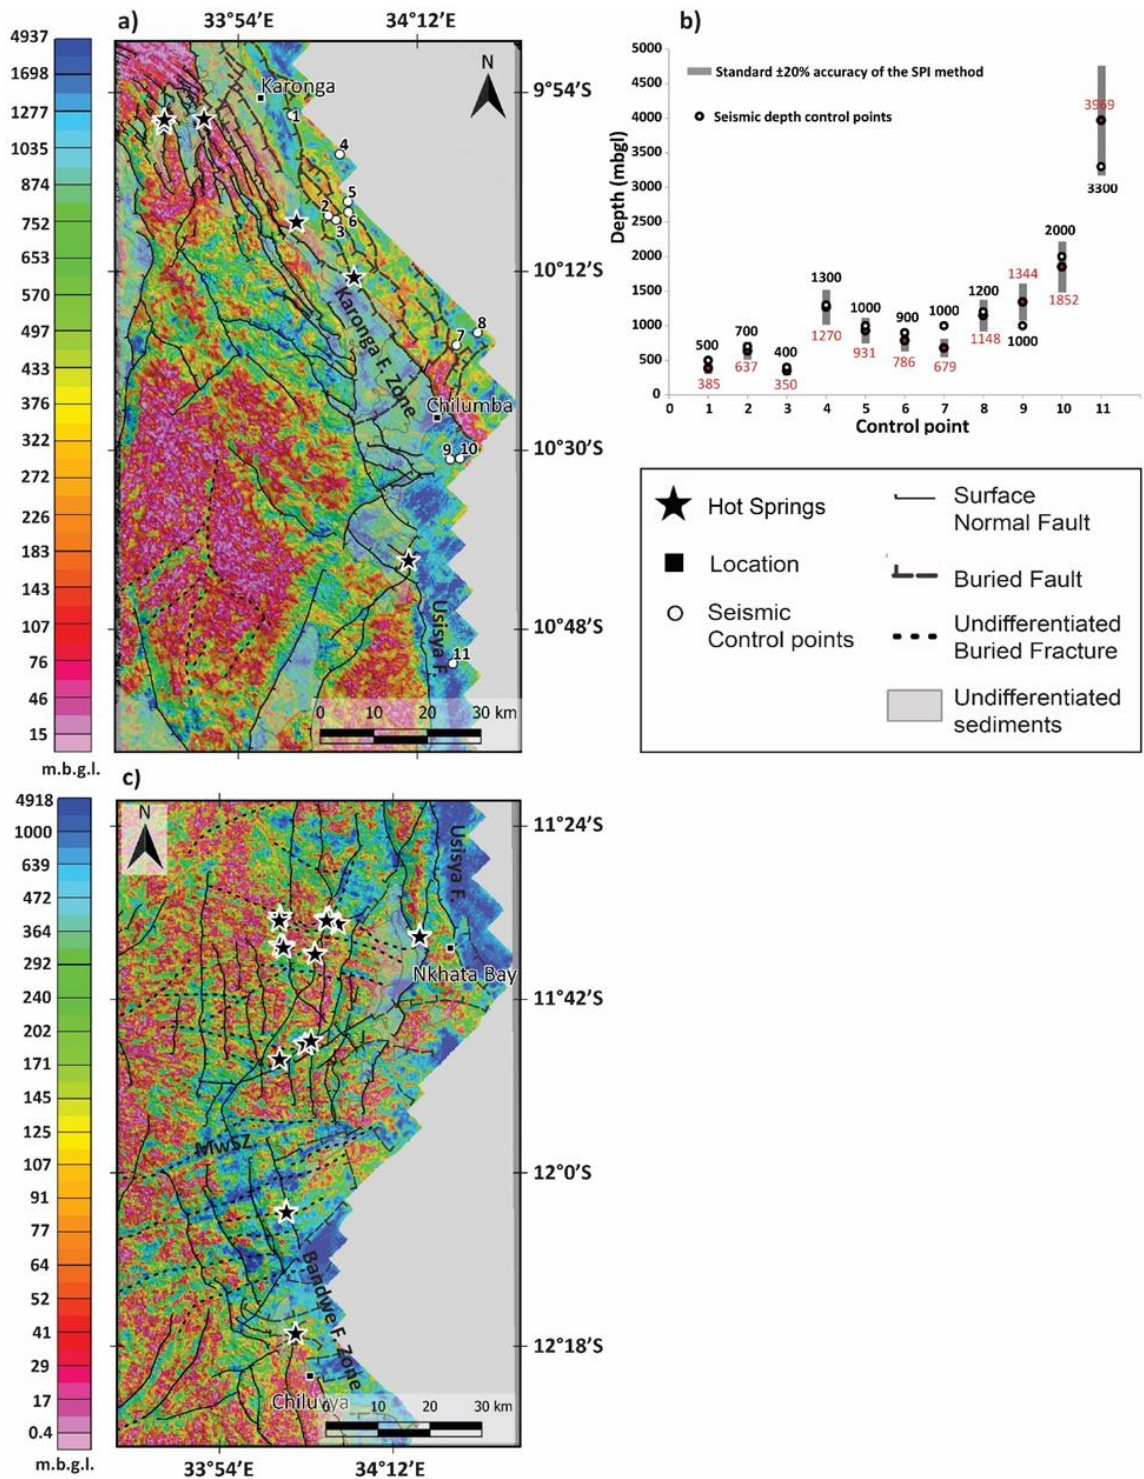 a)
33°54′E
34°12′E
4937
1698
1277
1035
874
752
653
570
497
433
376
322
272
226
183
143
107
76
46
15
m.b.g.l.
N
Karonga
1
4
5
2
6
3
8
7
Karonga F. Zone
Chilumba
9
10
Usisya F.
11
0
10
20
30 km
9°54′S
10°12′S
10°30′S
10°48′S
b)
5000
4500
4000
3500
3000
2500
2000
1500
1000
500
0
Depth (mbgl)
Standard ±20% accuracy of the SPI method
Seismic depth control points
500
385
700
637
400
350
1300
1270
1000
931
900
786
1000
679
1200
1148
1344
1000
2000
1852
3969
3300
0 1 2 3 4 5 6 7 8 9 10 11
Control point
Hot Springs
Location
Seismic
Control points
Surface
Normal Fault
Buried Fault
Undifferentiated
Buried Fracture
Undifferentiated
sediments
c)
4918
1000
639
472
364
292
240
202
171
145
125
107
91
77
64
52
41
29
17
0.4
m.b.g.l.
N
Usisya F.
Nkhata Bay
MwSZ
Bandwe F. Zone
Chiluvya
0
10
20
30 km
11°24′S
11°42′S
12°0′S
12°18′S
33°54′E
34°12′E